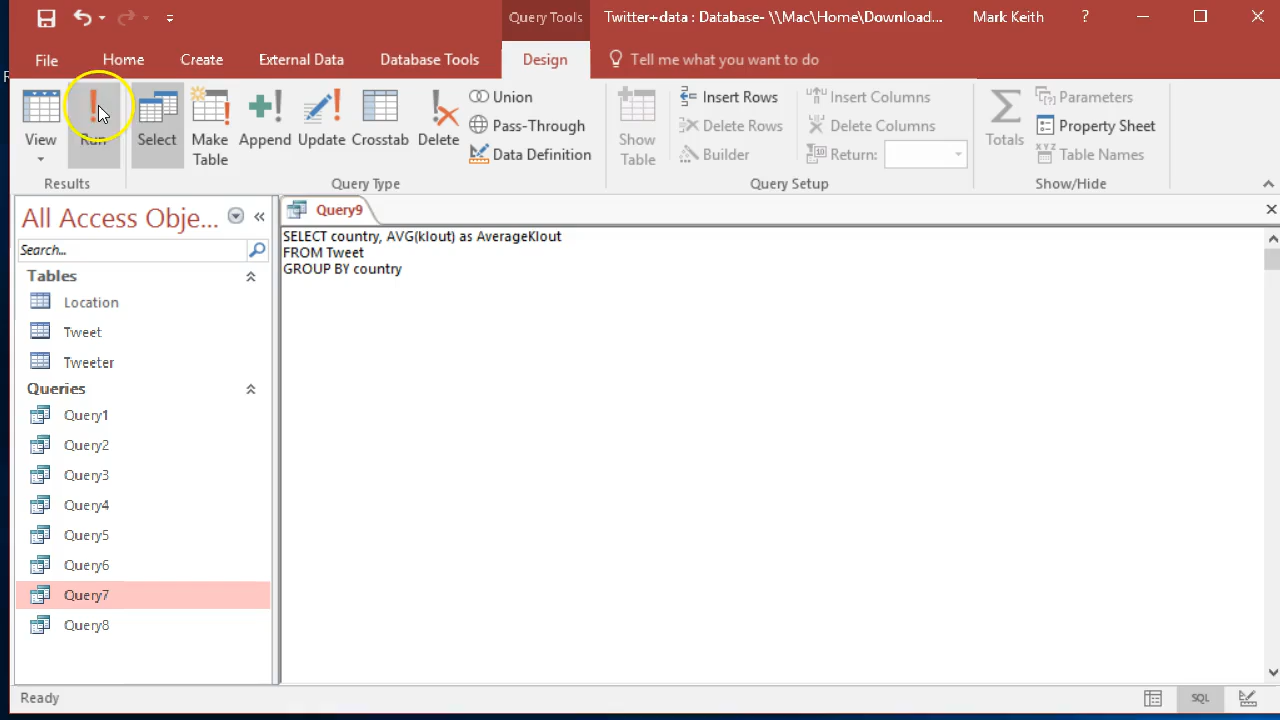 Query Tools
Twitter+data : Database- \\Mac\Home\Download...
Mark Keith
?
File
Home
Create
External Data
Database Tools
Design
Tell me what you want to do
View
Run
Select
Make Table
Append
Update
Crosstab
Delete
Union
Pass-Through
Data Definition
Show Table
Insert Rows
Delete Rows
Builder
Insert Columns
Delete Columns
Return:
Totals
Parameters
Property Sheet
Table Names
Results
Query Type
Query Setup
Show/Hide
All Access Obje...
Search...
Tables
Location
Tweet
Tweeter
Queries
Query1
Query2
Query3
Query4
Query5
Query6
Query7
Query8
Query9
SELECT country, AVG(klout) as AverageKlout
FROM Tweet
GROUP BY country
Ready
SQL